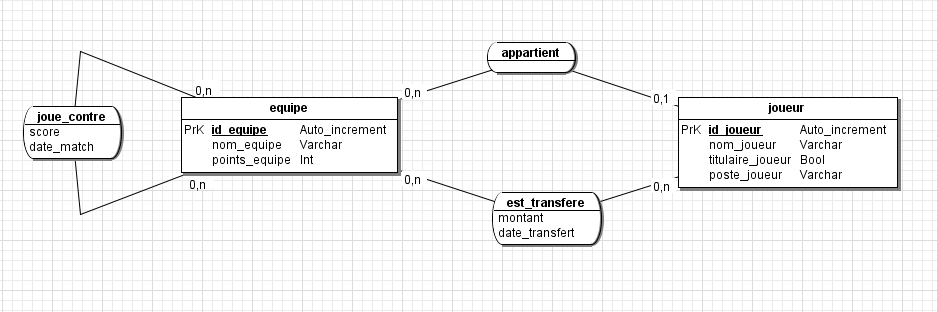 appartient
0,n
0,n
0,1
joue_contre
score
date_match
equipe
PrK id_equipe Auto_increment
nom_equipe Varchar
points_equipe Int
joueur
PrK id_joueur Auto_increment
nom_joueur Varchar
titulaire_joueur Bool
poste_joueur Varchar
0,n
0,n
0,n
est_transfere
montant
date_transfert